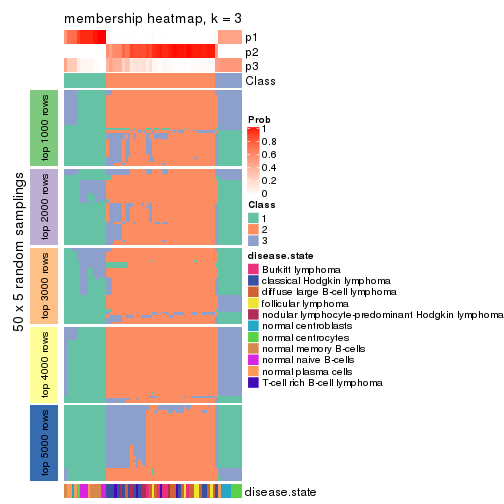 membership heatmap, k = 3
p1
p2
p3
Class
50 x 5 random samplings
top 1000 rows
top 2000 rows
top 3000 rows
top 4000 rows
top 5000 rows
Prob
1
0.8
0.6
0.4
0.2
0
Class
1
2
3
disease.state
Burkitt lymphoma
classical Hodgkin lymphoma
diffuse large B-cell lymphoma
follicular lymphoma
nodular lymphocyte-predominant Hodgkin lymphoma
normal centroblasts
normal centrocytes
normal memory B-cells
normal naive B-cells
normal plasma cells
T-cell rich B-cell lymphoma
disease.state